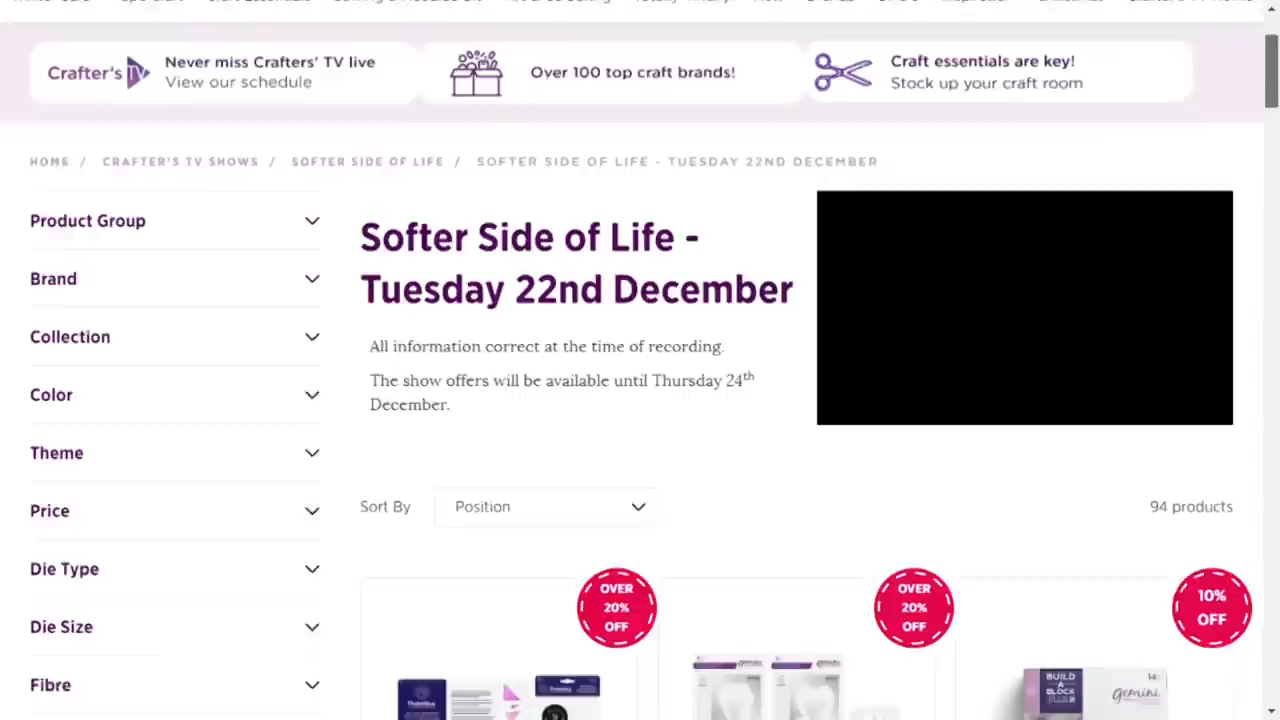 Crafter's TV
Never miss Crafters' TV live
View our schedule
Over 100 top craft brands!
Craft essentials are key!
Stock up your craft room
HOME / CRAFTER'S TV SHOWS / SOFTER SIDE OF LIFE / SOFTER SIDE OF LIFE - TUESDAY 22ND DECEMBER
Product Group
Brand
Collection
Color
Theme
Price
Die Type
Die Size
Fibre
Softer Side of Life -
Tuesday 22nd December
All information correct at the time of recording.
The show offers will be available until Thursday 24th
December.
Sort By Position
94 products
OVER
20%
OFF
OVER
20%
OFF
10%
OFF
gemini
gemini
BUILD
A
BLOCK
gemini